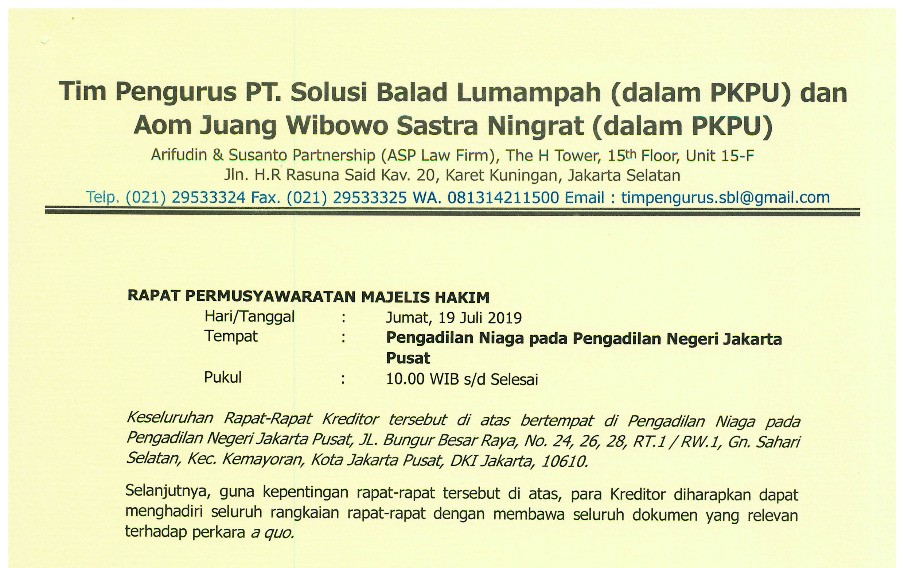 Tim Pengurus PT. Solusi Balad Lumampah (dalam PKPU) dan
Aom Juang Wibowo Sastra Ningrat (dalam PKPU)
Arifudin & Susanto Partnership (ASP Law Firm), The H Tower, 15th Floor, Unit 15-F
Jln. H.R Rasuna Said Kav. 20, Karet Kuningan, Jakarta Selatan
Telp. (021) 29533324 Fax. (021) 29533325 WA. 081314211500 Email : timpengurus.sbl@gmail.com
RAPAT PERMUSYAWARATAN MAJELIS HAKIM
Hari/Tanggal : Jumat, 19 Juli 2019
Tempat : Pengadilan Niaga pada Pengadilan Negeri Jakarta
Pusat
Pukul : 10.00 WIB s/d Selesai
Keseluruhan Rapat-Rapat Kreditor tersebut di atas bertempat di Pengadilan Niaga pada
Pengadilan Negeri Jakarta Pusat, JL. Bungur Besar Raya, No. 24, 26, 28, RT.1 / RW.1, Gn. Sahari
Selatan, Kec. Kemayoran, Kota Jakarta Pusat, DKI Jakarta, 10610.
Selanjutnya, guna kepentingan rapat-rapat tersebut di atas, para Kreditor diharapkan dapat
menghadiri seluruh rangkaian rapat-rapat dengan membawa seluruh dokumen yang relevan
terhadap perkara a quo.